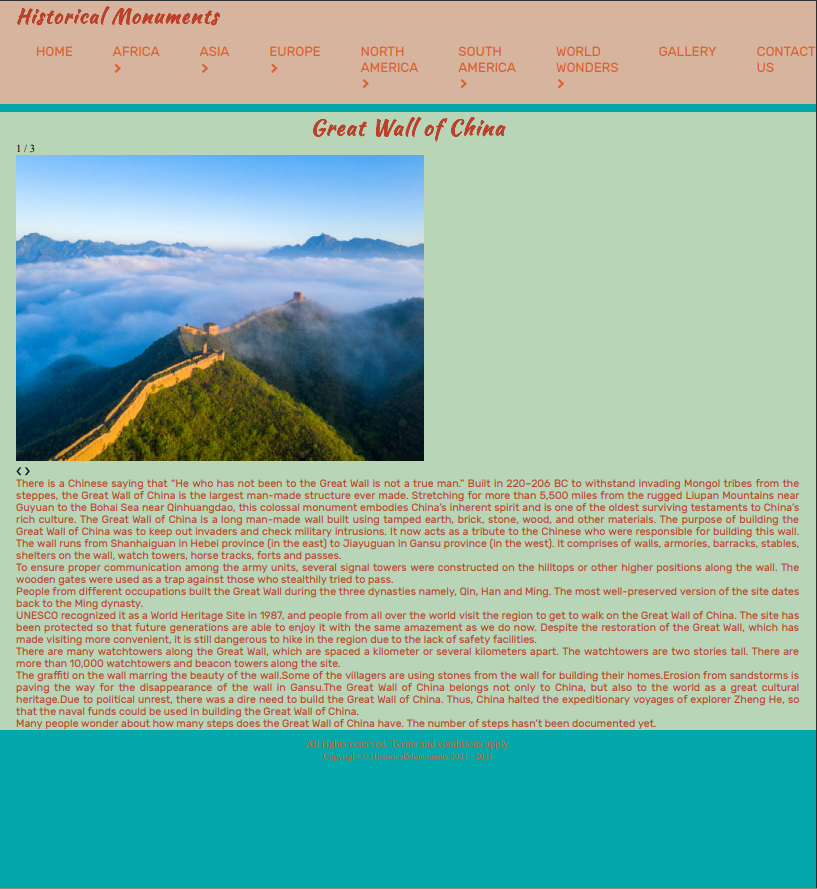 Historical Monuments
HOME
AFRICA
ASIA
EUROPE
NORTH
AMERICA
SOUTH
AMERICA
WORLD
WONDERS
GALLERY
CONTACT
US
Great Wall of China
1 / 3
There is a Chinese saying that “He who has not been to the Great Wall is not a true man.” Built in 220–206 BC to withstand invading Mongol tribes from the
steppes, the Great Wall of China is the largest man-made structure ever made. Stretching for more than 5,500 miles from the rugged Liupan Mountains near
Guyuan to the Bohai Sea near Qinhuangdao, this colossal monument embodies China’s inherent spirit and is one of the oldest surviving testaments to China’s
rich culture. The Great Wall of China is a long man-made wall built using tamped earth, brick, stone, wood, and other materials. The purpose of building the
Great Wall of China was to keep out invaders and check military intrusions. It now acts as a tribute to the Chinese who were responsible for building this wall.
The wall runs from Shanhaiguan in Hebei province (in the east) to Jiayuguan in Gansu province (in the west). It comprises of walls, armories, barracks, stables,
shelters on the wall, watch towers, horse tracks, forts and passes.
To ensure proper communication among the army units, several signal towers were constructed on the hilltops or other higher positions along the wall. The
wooden gates were used as a trap against those who stealthily tried to pass.
People from different occupations built the Great Wall during the three dynasties namely, Qin, Han and Ming. The most well-preserved version of the site dates
back to the Ming dynasty.
UNESCO recognized it as a World Heritage Site in 1987, and people from all over the world visit the region to get to walk on the Great Wall of China. The site has
been protected so that future generations are able to enjoy it with the same amazement as we do now. Despite the restoration of the Great Wall, which has
made visiting more convenient, it is still dangerous to hike in the region due to the lack of safety facilities.
There are many watchtowers along the Great Wall, which are spaced a kilometer or several kilometers apart. The watchtowers are two stories tall. There are
more than 10,000 watchtowers and beacon towers along the site.
The graffiti on the wall marring the beauty of the wall.Some of the villagers are using stones from the wall for building their homes.Erosion from sandstorms is
paving the way for the disappearance of the wall in Gansu.The Great Wall of China belongs not only to China, but also to the world as a great cultural
heritage.Due to political unrest, there was a dire need to build the Great Wall of China. Thus, China halted the expeditionary voyages of explorer Zheng He, so
that the naval funds could be used in building the Great Wall of China.
Many people wonder about how many steps does the Great Wall of China have. The number of steps hasn’t been documented yet.
All rights reserved. Terms and conditions apply.
Copyright © HistoricalMonuments 2021 - 2021